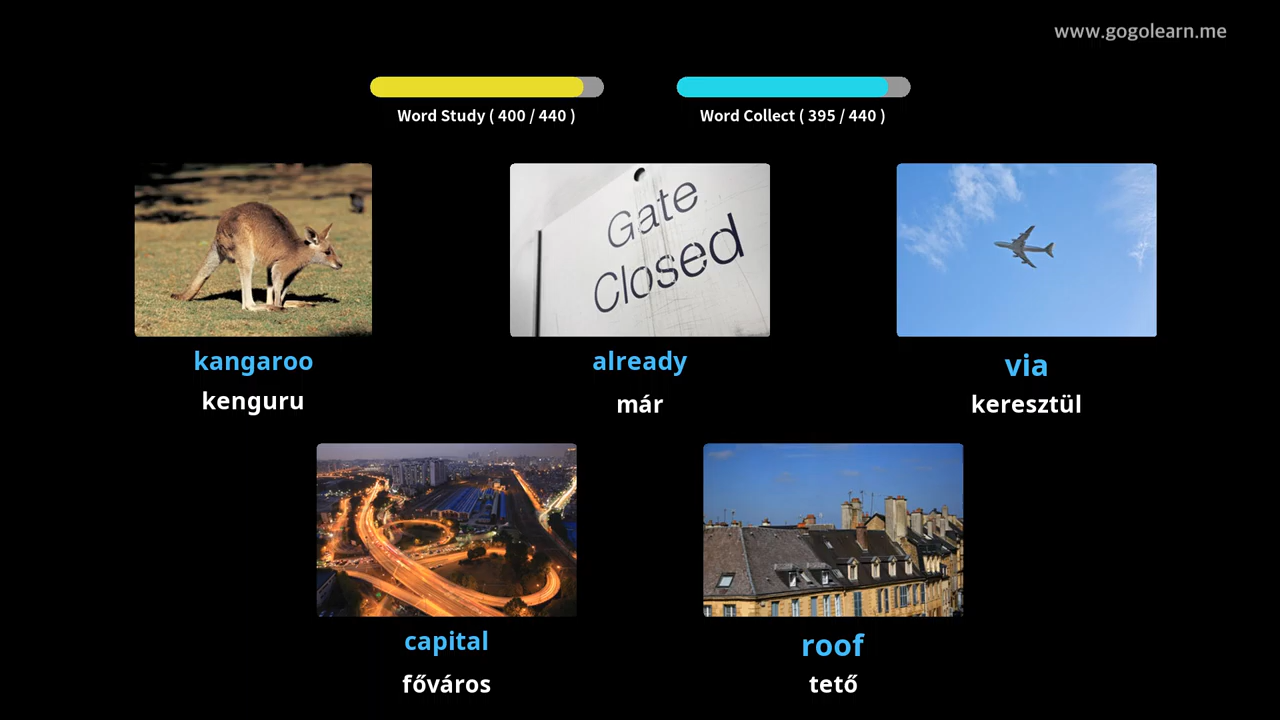 www.gogolearn.me
Word Study ( 400 / 440 )
Word Collect ( 395 / 440 )
Gate
Closed
kangaroo
kenguru
already
már
via
keresztül
capital
főváros
roof
tető